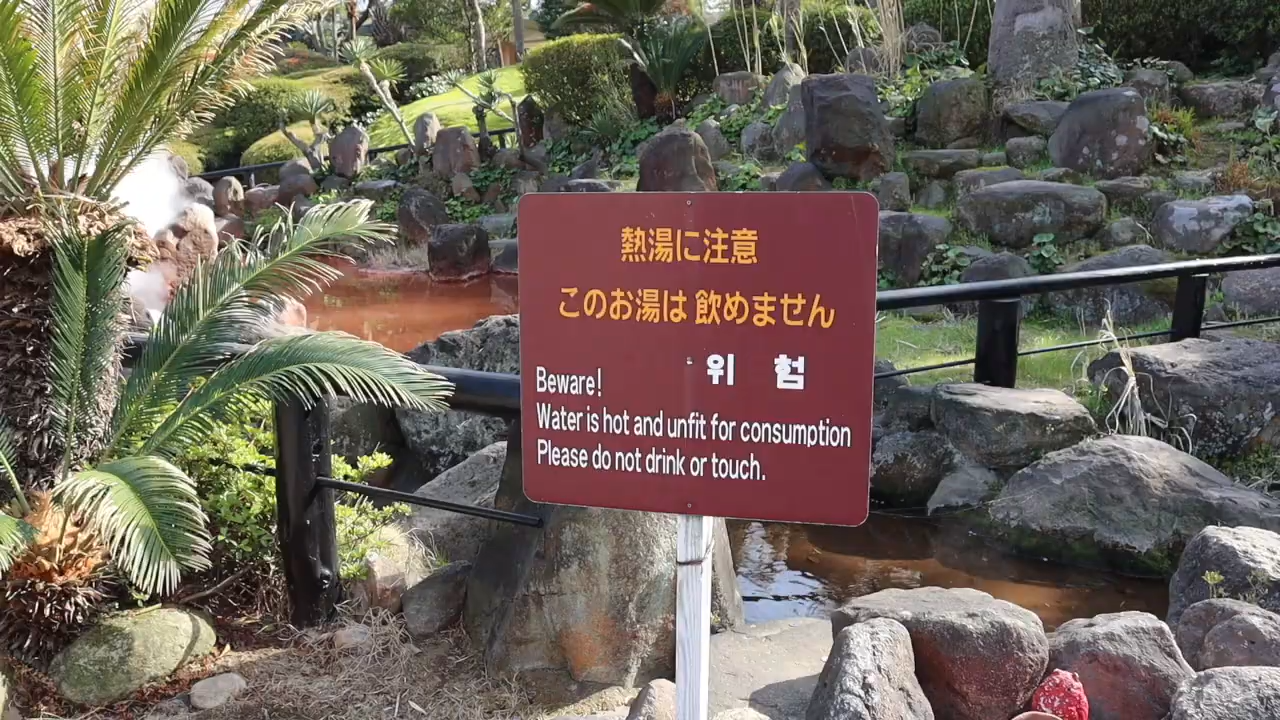 熱湯に注意
このお湯は 飲めません
위 험
Beware!
Water is hot and unfit for consumption
Please do not drink or touch.